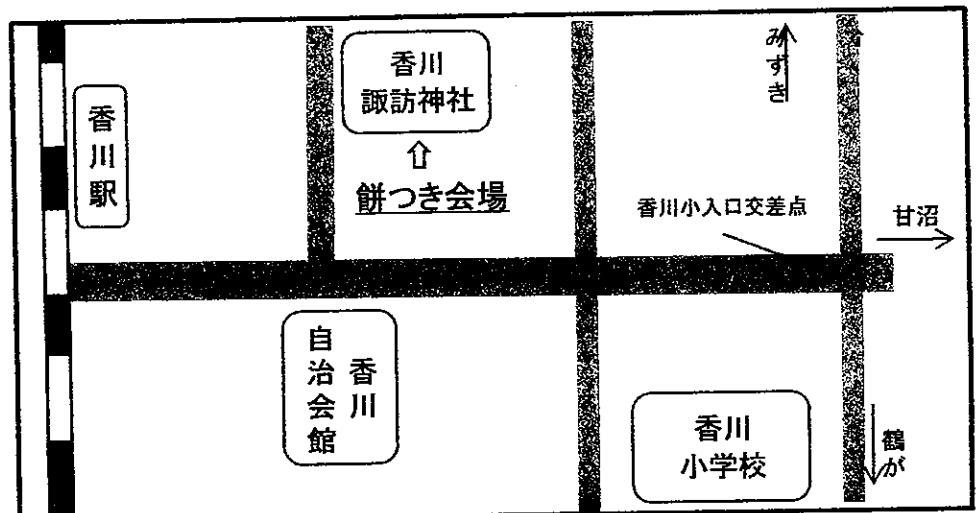 香川駅
香川
諏訪神社
餅つき会場
みずき
香川小入口交差点
甘沼
香川
自治会館
香川
小学校
鶴が